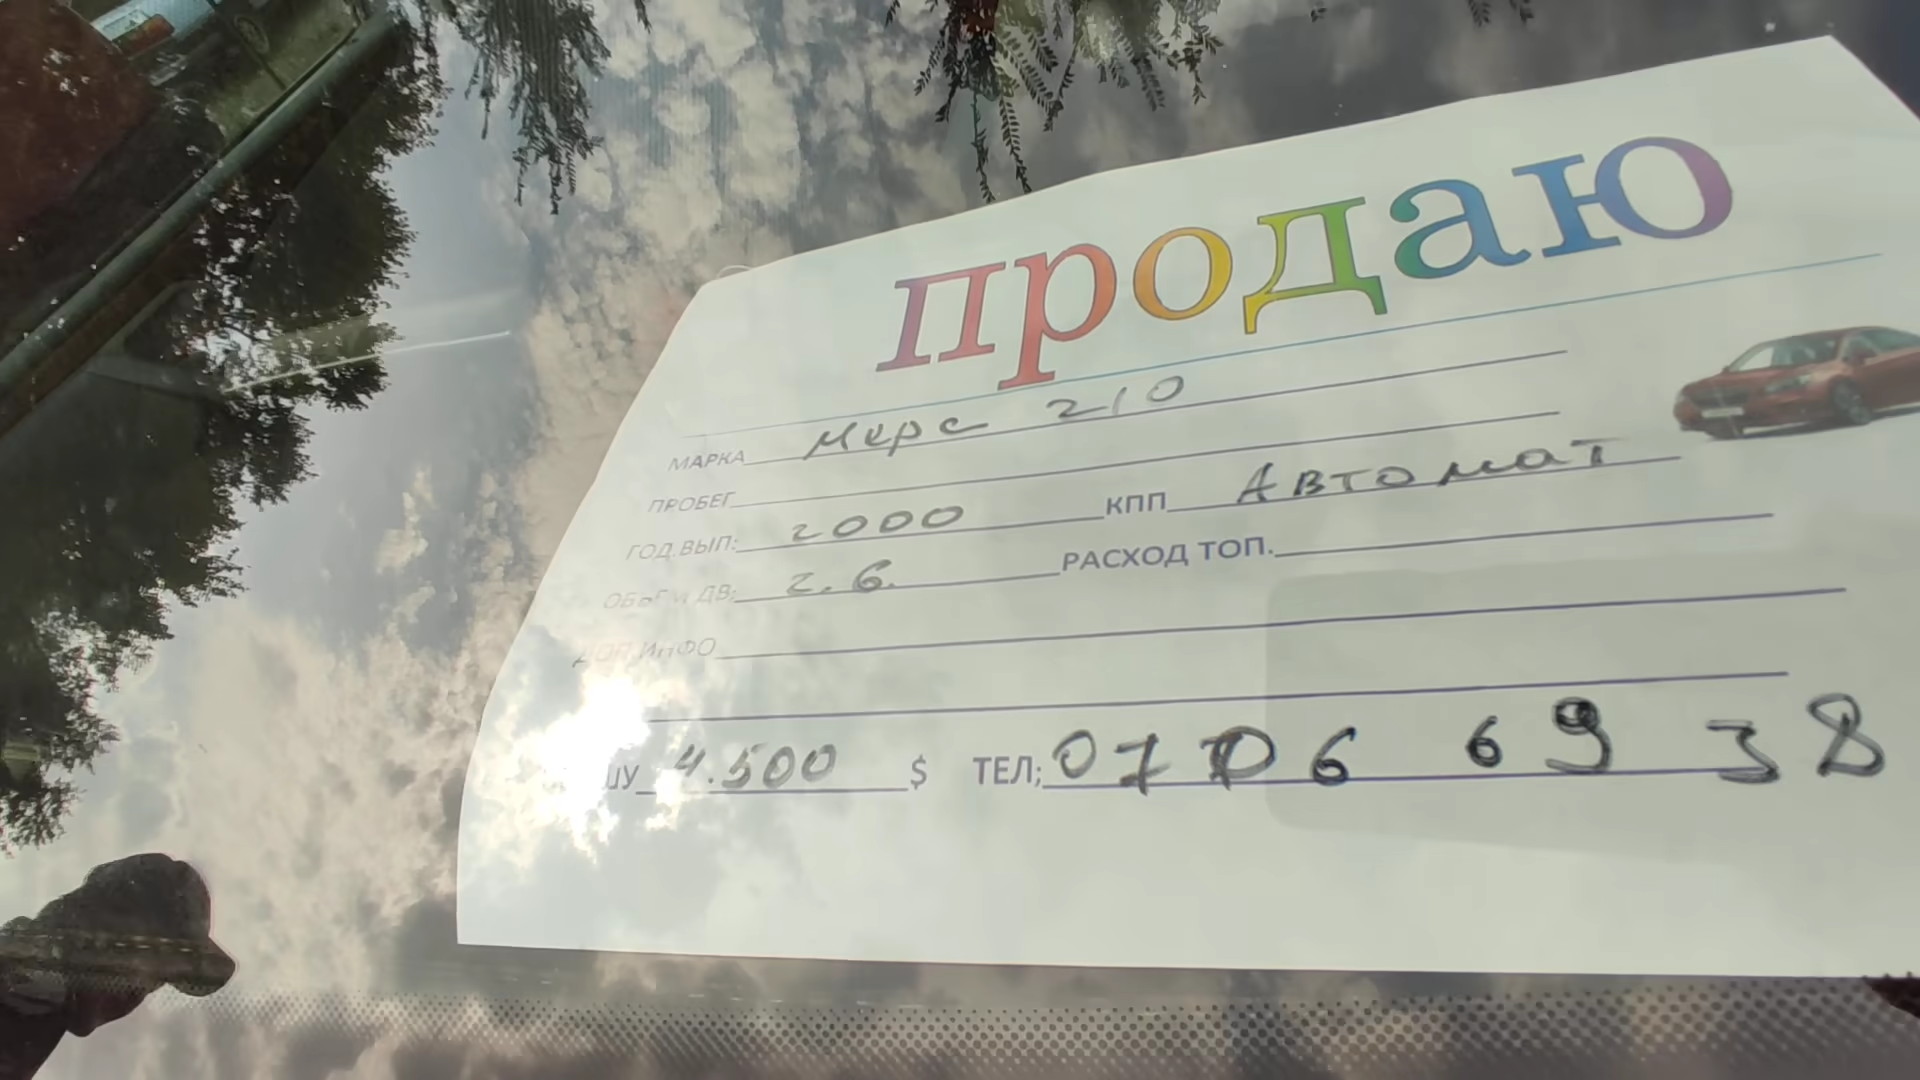 продаю
МАРКА Мерс 210
ПРОБЕГ
ГОД.ВЫП: 2000 КПП Автомат
ОБЬЕМ ДВ: 2.6. РАСХОД ТОП.
ДОП.ИНФО
4.500 $ ТЕЛ; 0706 69 38